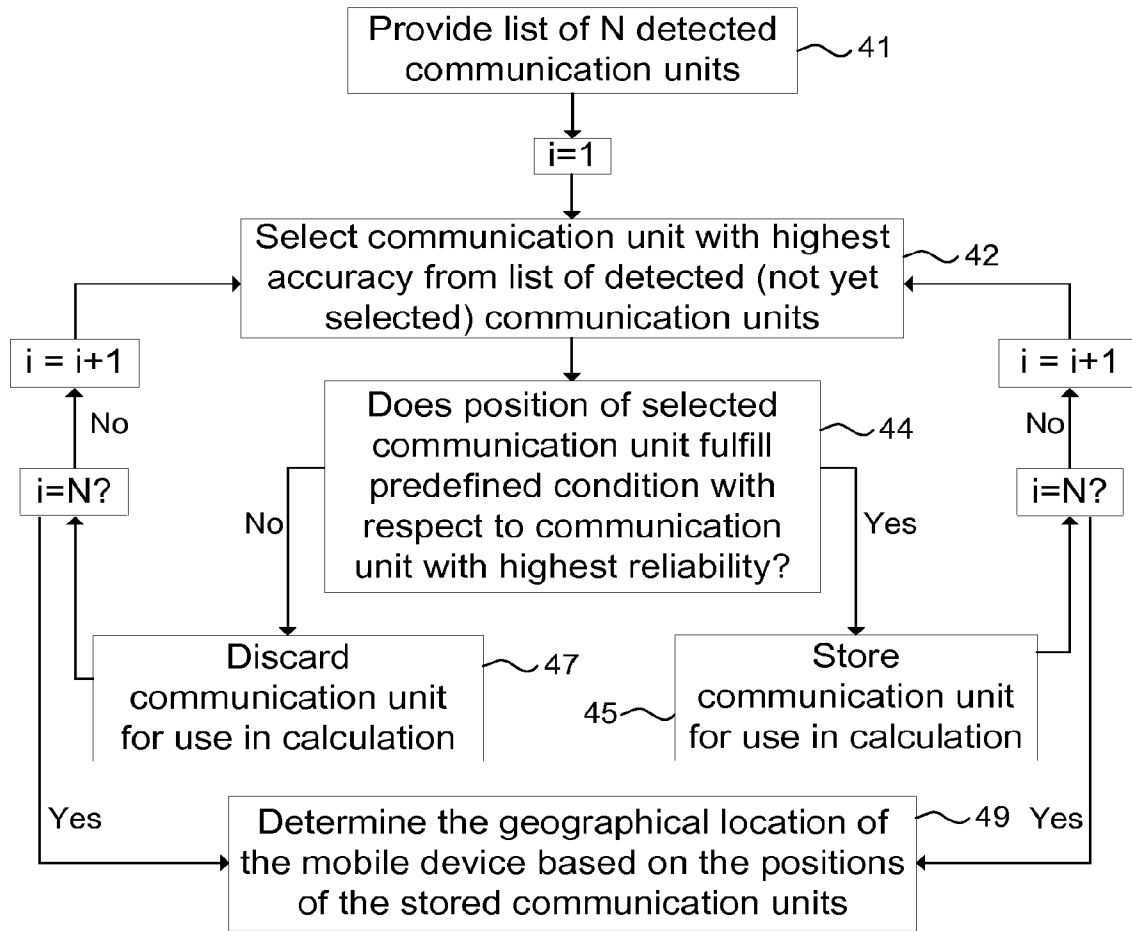 Provide list of N detected
communication units
41
i=1
Select communication unit with highest
accuracy from list of detected (not yet
selected) communication units
42
i = i+1
i = i+1
Does position of selected
communication unit fulfill
predefined condition with
respect to communication
unit with highest reliability?
44
No
No
i=N?
i=N?
No
Yes
Discard
communication unit
for use in calculation
47
Store
communication unit
for use in calculation
45
Yes
Yes
Determine the geographical location of
the mobile device based on the positions
of the stored communication units
49